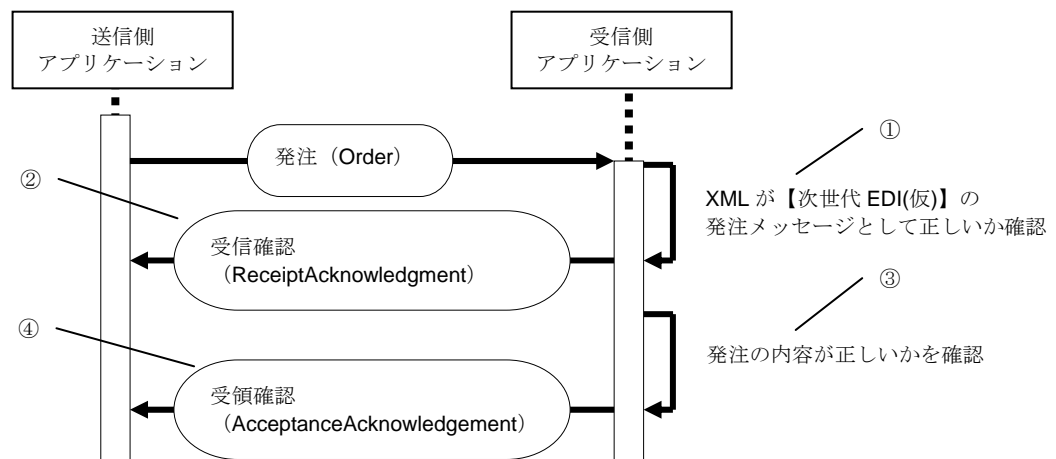 送信側
アプリケーション
受信側
アプリケーション
発注（Order）
①
XML が【次世代 EDI(仮)】の
発注メッセージとして正しいか確認
②
受信確認
（ReceiptAcknowledgment）
③
発注の内容が正しいかを確認
④
受領確認
（AcceptanceAcknowledgement）